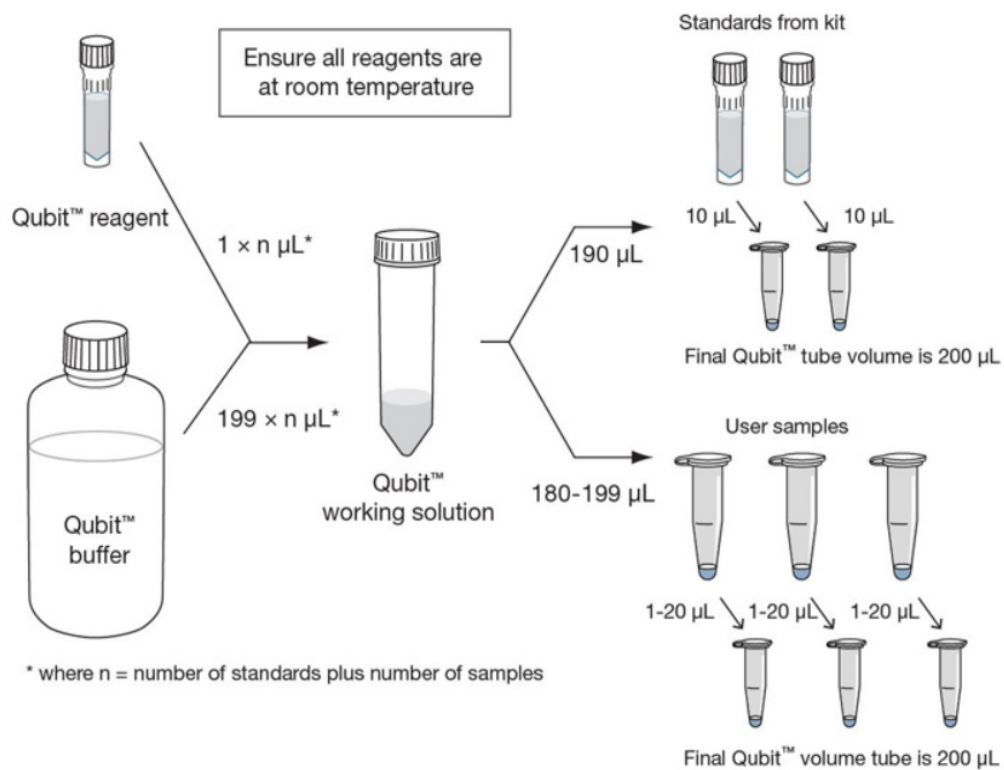 Ensure all reagents are
at room temperature
Standards from kit
Qubit™ reagent
1 × n µL*
10 µL
10 µL
190 µL
Final Qubit™ tube volume is 200 µL
199 × n µL*
Qubit™
buffer
Qubit™
working solution
User samples
180-199 µL
1-20 µL
1-20 µL
1-20 µL
* where n = number of standards plus number of samples
Final Qubit™ volume tube is 200 µL